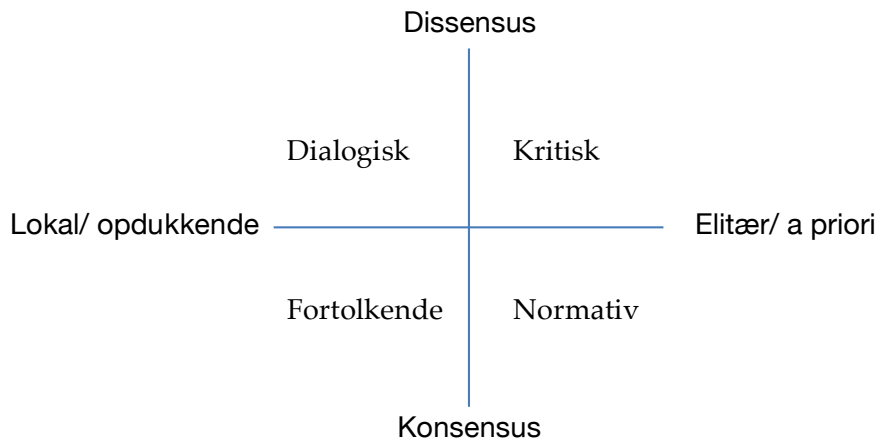 Dissensus
Dialogisk
Kritisk
Lokal/ opdukkende
Elitær/ a priori
Fortolkende
Normativ
Konsensus